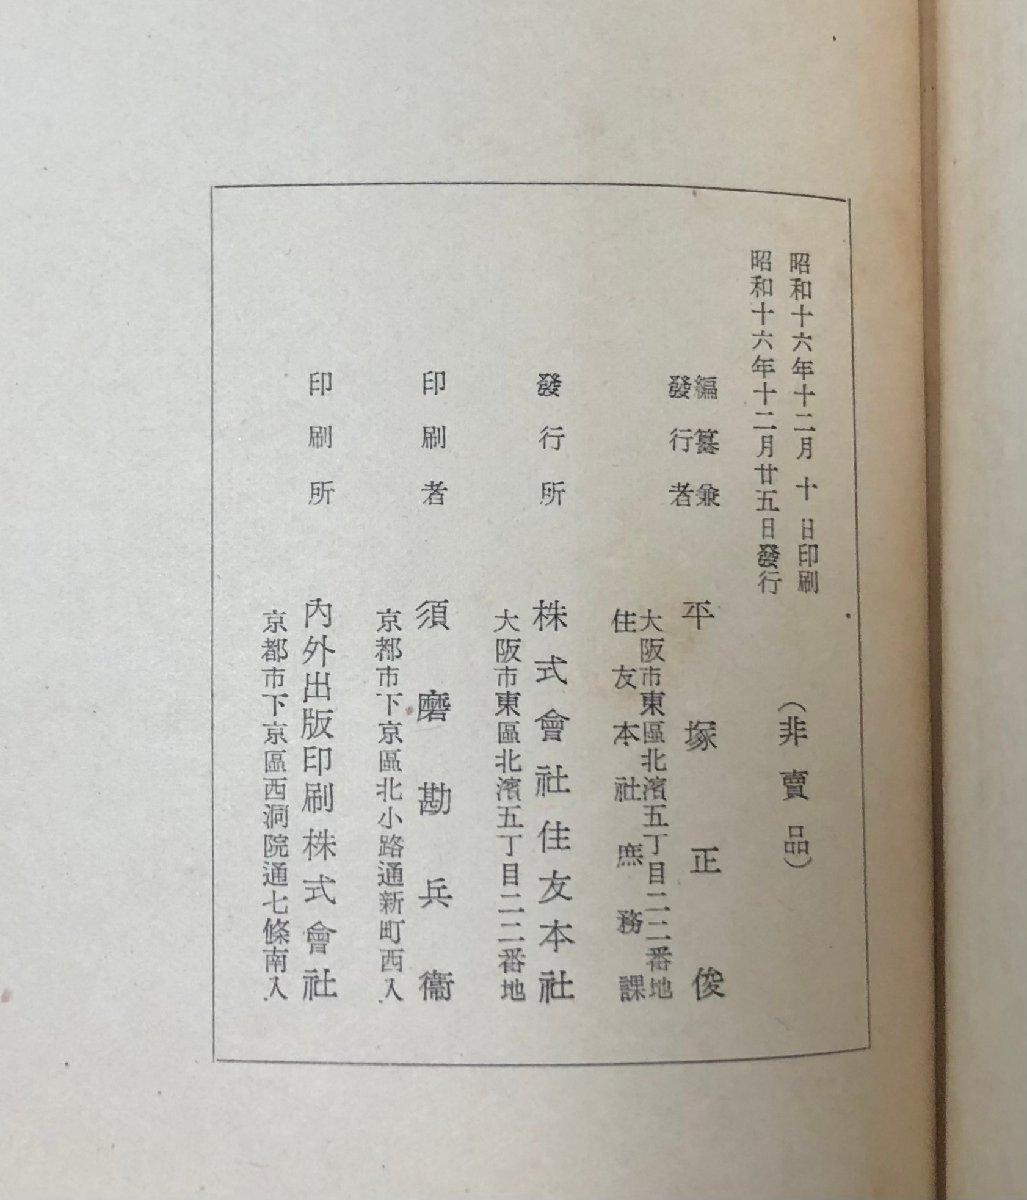 昭和十六年十二月十日印刷
昭和十六年十二月廿五日發行
（非賣品）
編纂兼
發行者
平塚正俊
大阪市東區北濱五丁目二二番地
住友本社庶務課
發行所
株式會社住友本社
大阪市東區北濱五丁目二二番地
印刷者
須磨勘兵衞
京都市下京區北小路通新町西入
印刷所
內外出版印刷株式會社
京都市下京區西洞院通七條南入